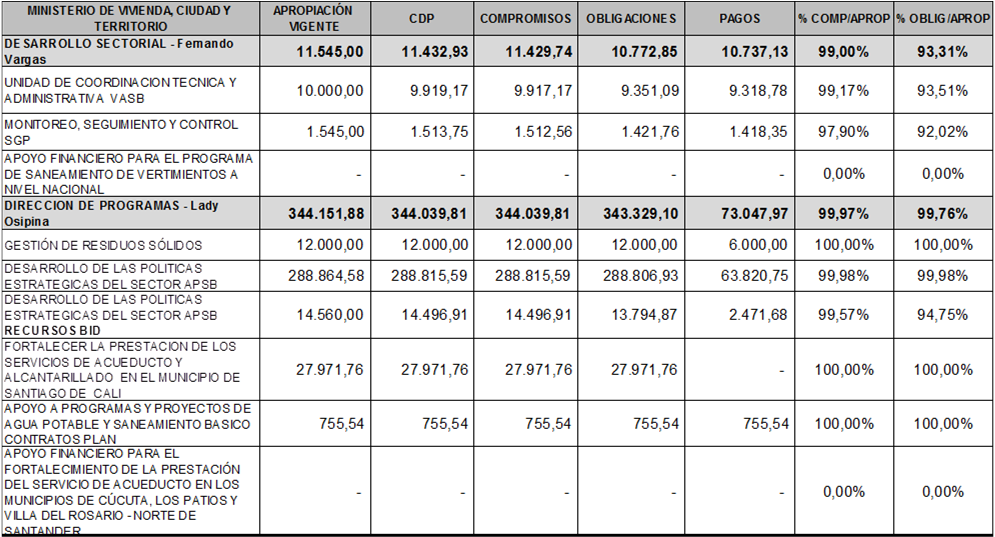 MINISTERIO DE VIVIENDA, CIUDAD Y TERRITORIO APROPIACIÓN VIGENTE CDP COMPROMISOS OBLIGACIONES PAGOS % COMP/APROP % OBLIG/APROP
DESARROLLO SECTORIAL - Fernando Vargas 11.545,00 11.432,93 11.429,74 10.772,85 10.737,13 99,00% 93,31%
UNIDAD DE COORDINACION TECNICA Y ADMINISTRATIVA VASB 10.000,00 9.919,17 9.917,17 9.351,09 9.318,78 99,17% 93,51%
MONITOREO, SEGUIMIENTO Y CONTROL SGP 1.545,00 1.513,75 1.512,56 1.421,76 1.418,35 97,90% 92,02%
APOYO FINANCIERO PARA EL PROGRAMA DE SANEAMIENTO DE VERTIMIENTOS A NIVEL NACIONAL - - - - - 0,00% 0,00%
DIRECCION DE PROGRAMAS - Lady Osipina 344.151,88 344.039,81 344.039,81 343.329,10 73.047,97 99,97% 99,76%
GESTIÓN DE RESIDUOS SÓLIDOS 12.000,00 12.000,00 12.000,00 12.000,00 6.000,00 100,00% 100,00%
DESARROLLO DE LAS POLITICAS ESTRATEGICAS DEL SECTOR APSB 288.864,58 288.815,59 288.815,59 288.806,93 63.820,75 99,98% 99,98%
DESARROLLO DE LAS POLITICAS ESTRATEGICAS DEL SECTOR APSB RECURSOS BID 14.560,00 14.496,91 14.496,91 13.794,87 2.471,68 99,57% 94,75%
FORTALECER LA PRESTACION DE LOS SERVICIOS DE ACUEDUCTO Y ALCANTARILLADO EN EL MUNICIPIO DE SANTIAGO DE CALI 27.971,76 27.971,76 27.971,76 27.971,76 - 100,00% 100,00%
APOYO A PROGRAMAS Y PROYECTOS DE AGUA POTABLE Y SANEAMIENTO BASICO CONTRATOS PLAN 755,54 755,54 755,54 755,54 755,54 100,00% 100,00%
APOYO FINANCIERO PARA EL FORTALECIMIENTO DE LA PRESTACIÓN DEL SERVICIO DE ACUEDUCTO EN LOS MUNICIPIOS DE CÚCUTA, LOS PATIOS Y VILLA DEL ROSARIO - NORTE DE SANTANDER - - - - - 0,00% 0,00%